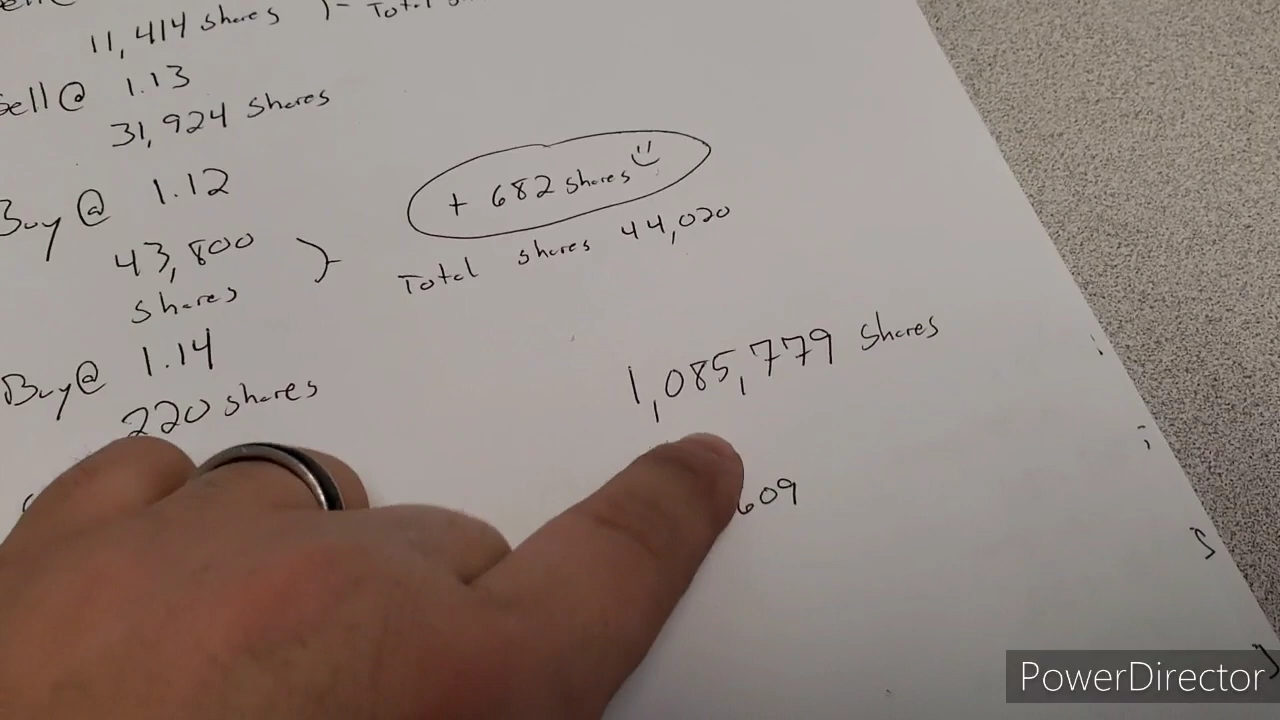 11,414 shares
Sell @ 1.13
31,924 shares
Buy @ 1.12
43,800
shares
+ 682 shares
Total shares 44,020
Buy @ 1.14
220 shares
1,085,779 shares
609
PowerDirector